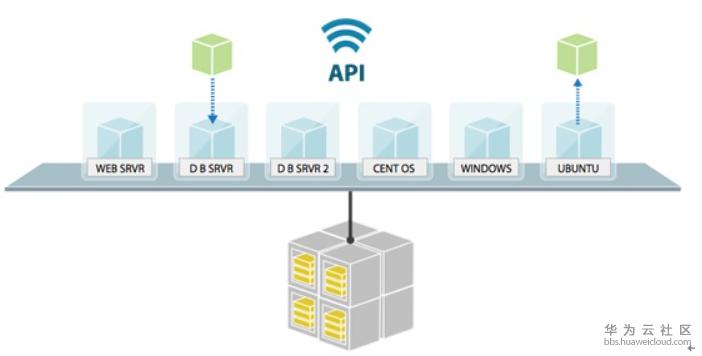 API
WEB SRVR
D B SRVR
D B SRVR 2
CENT OS
WINDOWS
UBUNTU
华为云社区
bbs.huaweicloud.com